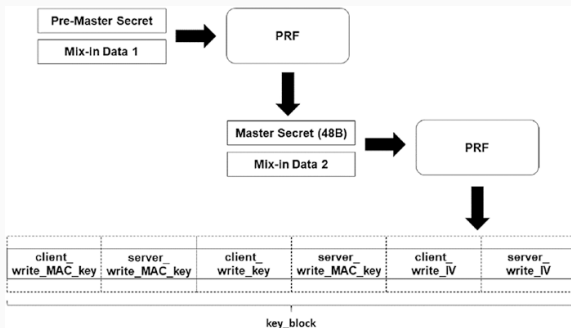 Pre-Master Secret
Mix-in Data 1
PRF
Master Secret (48B)
Mix-in Data 2
PRF
client_ server_ client_ server_ client_ server_
write_MAC_key write_MAC_key write_key write_MAC_key write_IV write_IV
key_block